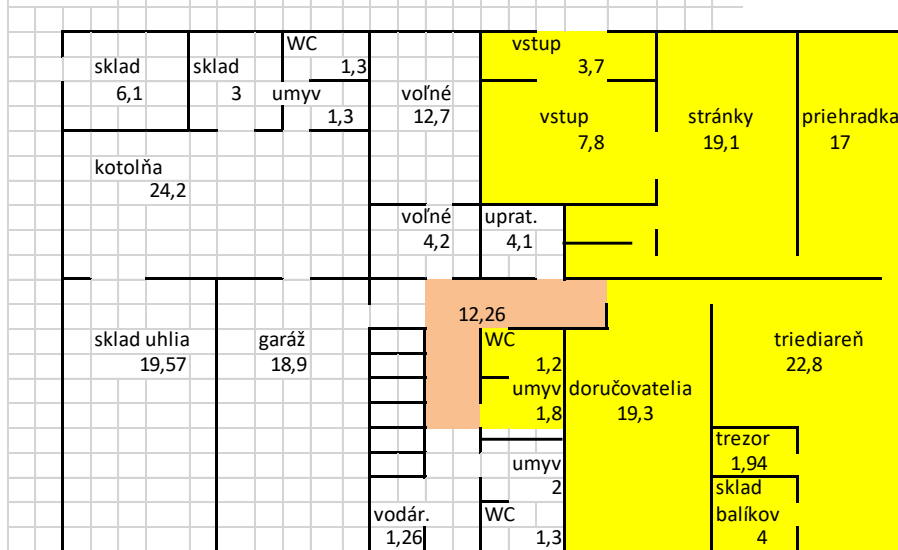 WC
vstup
sklad
sklad
1,3
3,7
6,1
3
umyv
voľné
1,3
12,7
vstup
stránky
priehradka
7,8
19,1
17
kotolňa
24,2
voľné
uprat.
4,2
4,1
12,26
sklad uhlia
garáž
WC
triediareň
19,57
18,9
1,2
22,8
umyv
doručovatelia
1,8
19,3
trezor
umyv
1,94
2
sklad
vodár.
WC
balíkov
1,26
1,3
4